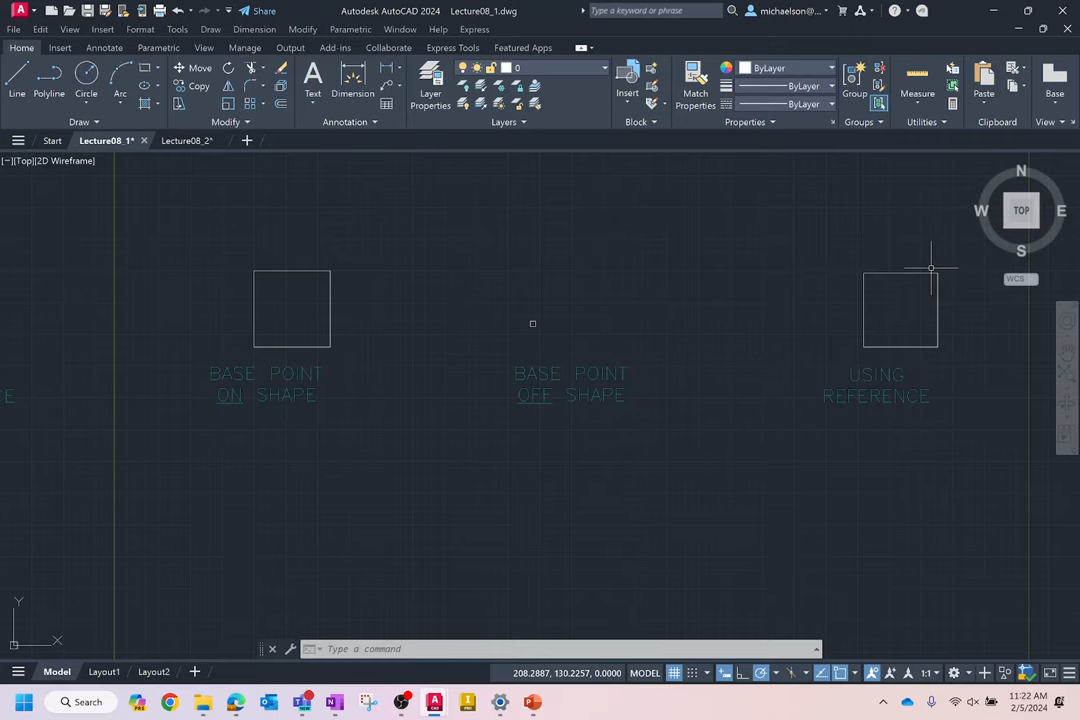 Share
Autodesk AutoCAD 2024 Lecture08_1.dwg
Type a keyword or phrase
michaelson@...
File Edit View Insert Format Tools Draw Dimension Modify Parametric Window Help Express
Home Insert Annotate Parametric View Manage Output Add-ins Collaborate Express Tools Featured Apps
Line Polyline Circle Arc
Move
Copy
Text Dimension
Layer
Properties
0
Insert
Match
Properties
ByLayer
ByLayer
ByLayer
Group
Measure
Paste
Base
Draw Modify Annotation Layers Block Properties Groups Utilities Clipboard View
Start Lecture08_1* Lecture08_2*
[−][Top][2D Wireframe]
N
W TOP E
S
WCS
BASE POINT
ON SHAPE
BASE POINT
OFF SHAPE
USING
REFERENCE
CE
Y
X
Type a command
Model Layout1 Layout2
208.2887, 130.2257, 0.0000 MODEL
1:1
Search
11:22 AM
2/5/2024